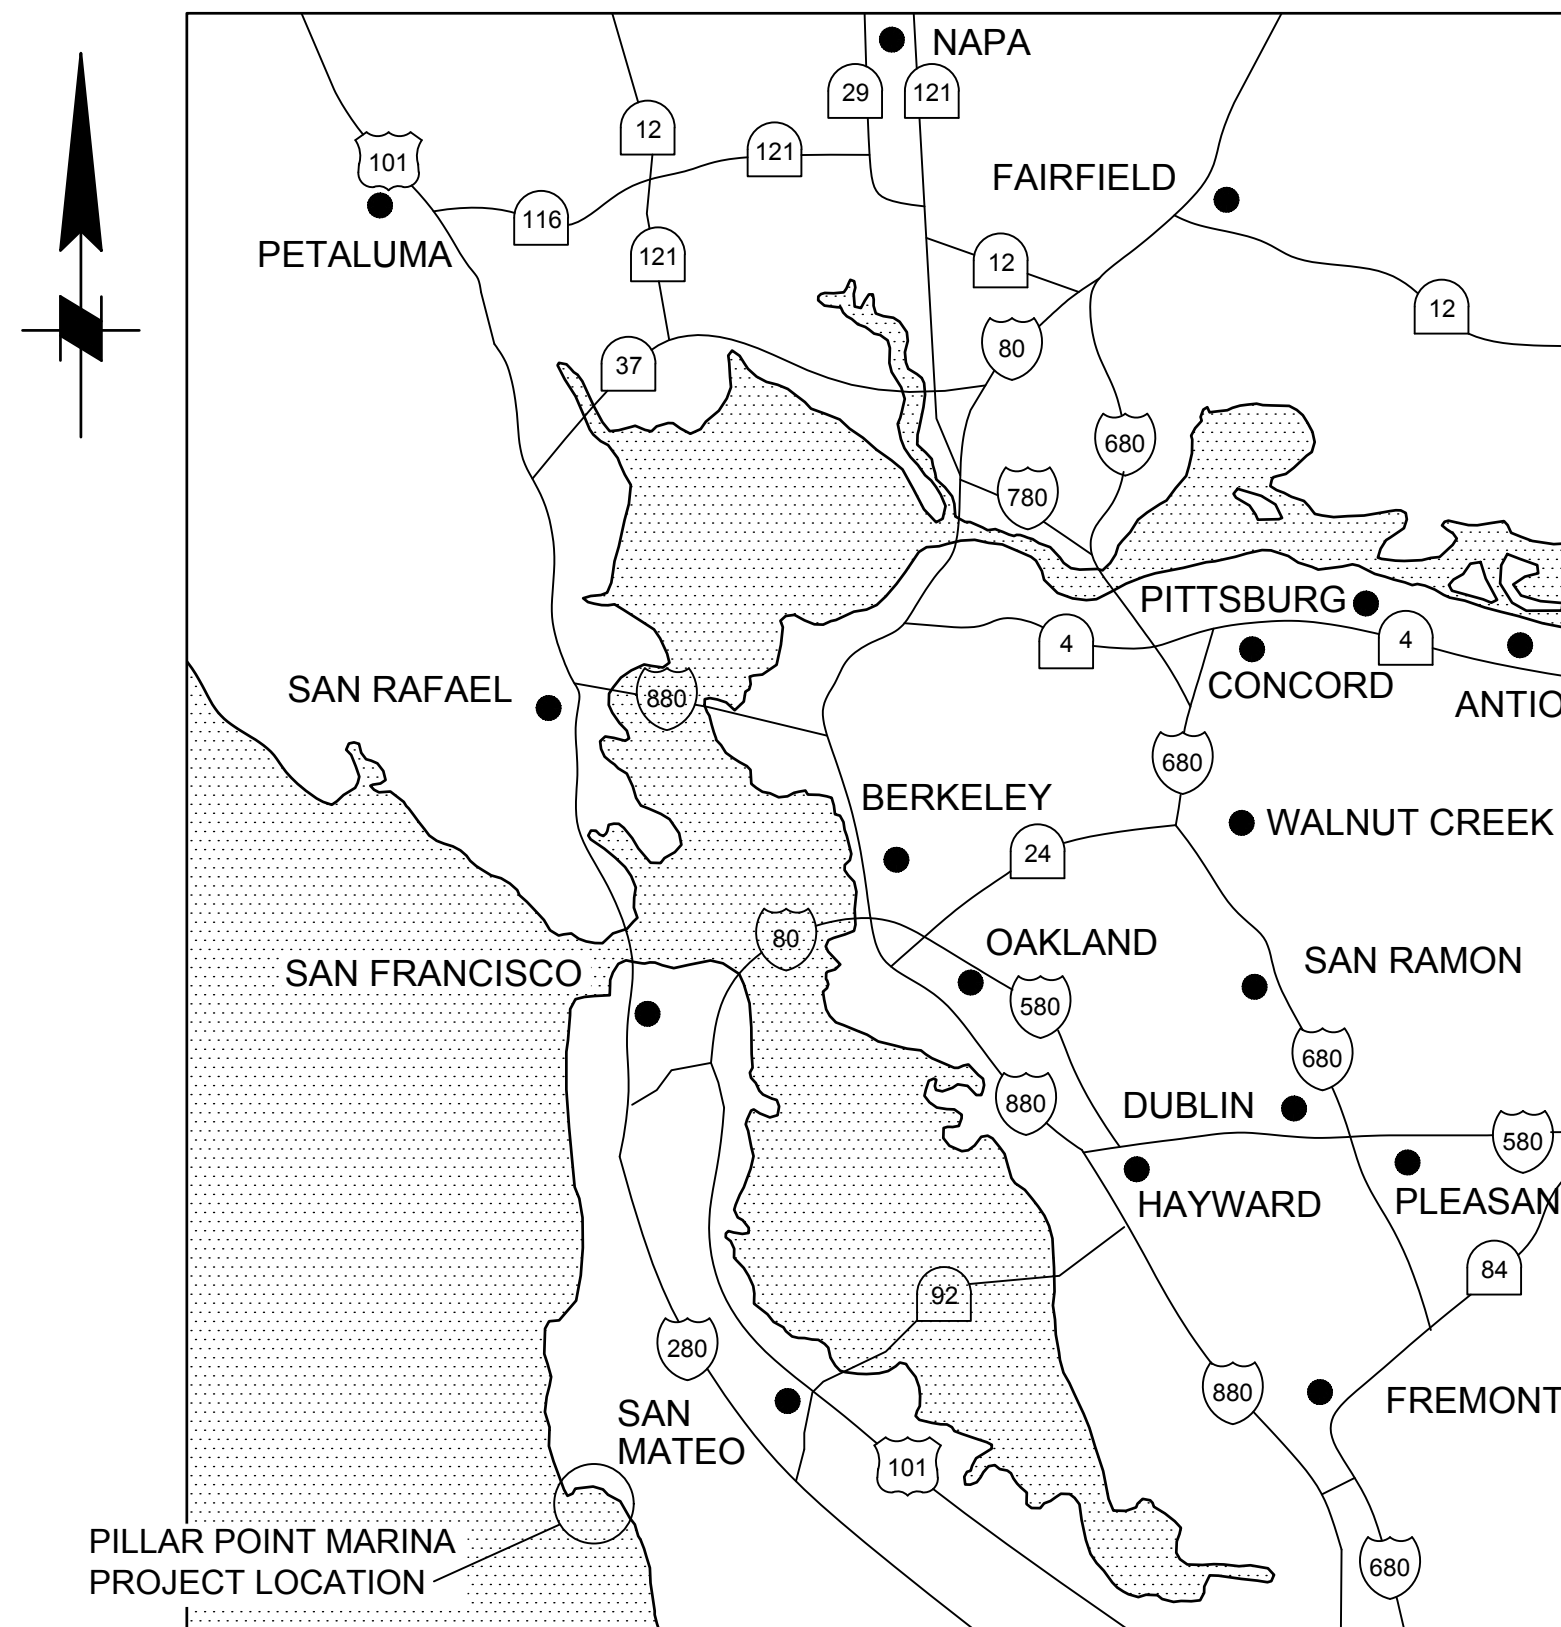 NAPA
29
121
12
121
101
FAIRFIELD
116
PETALUMA
121
12
12
80
37
680
780
PITTSBURG
4
4
SAN RAFAEL
880
CONCORD
ANTIO
680
BERKELEY
WALNUT CREEK
24
80
OAKLAND
SAN RAMON
SAN FRANCISCO
580
680
880
DUBLIN
580
HAYWARD
PLEASAN
84
92
280
880
FREMONT
SAN
MATEO
101
PILLAR POINT MARINA
PROJECT LOCATION
680